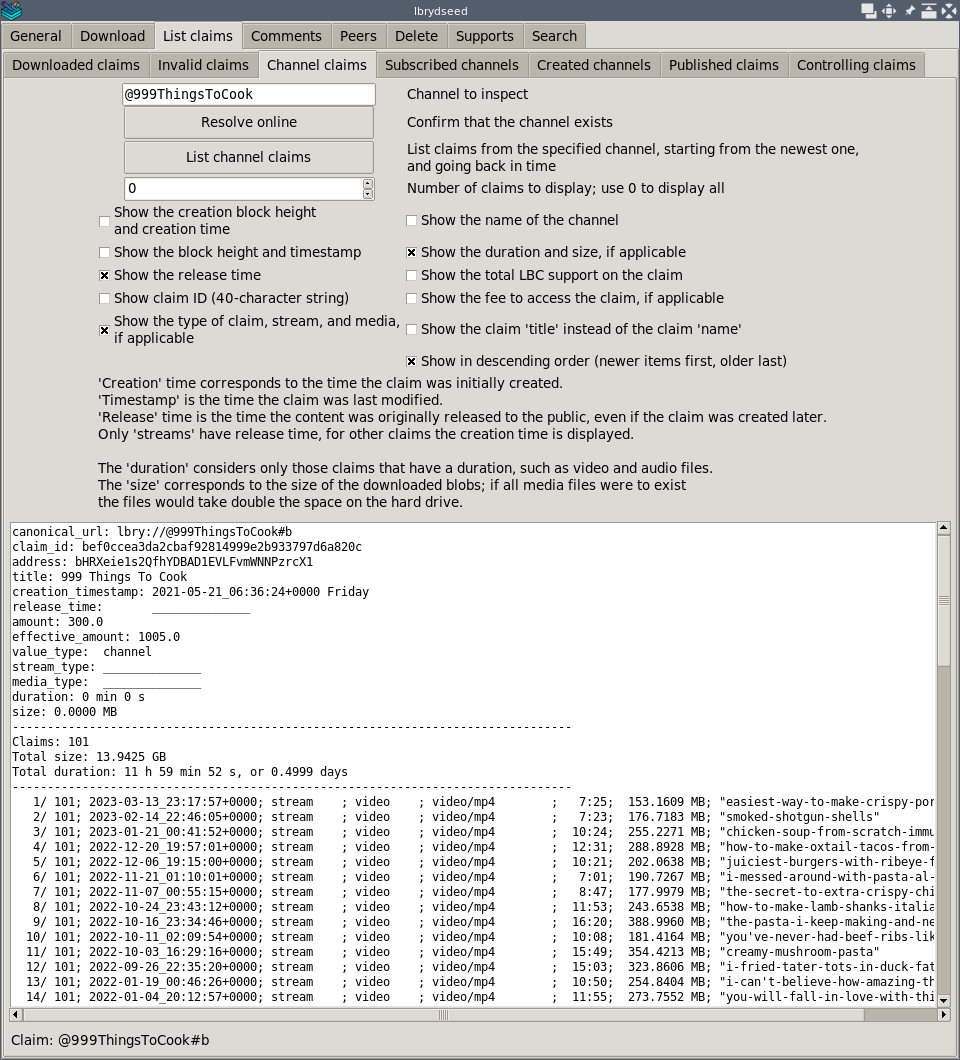 lbrydseed
General Download List claims Comments Peers Delete Supports Search
Downloaded claims Invalid claims Channel claims Subscribed channels Created channels Published claims Controlling claims
@999ThingsToCook Channel to inspect
Resolve online Confirm that the channel exists
List channel claims List claims from the specified channel, starting from the newest one,
and going back in time
0 Number of claims to display; use 0 to display all
Show the creation block height
and creation time Show the name of the channel
Show the block height and timestamp Show the duration and size, if applicable
Show the release time Show the total LBC support on the claim
Show claim ID (40-character string) Show the fee to access the claim, if applicable
Show the type of claim, stream, and media,
if applicable Show the claim 'title' instead of the claim 'name'
Show in descending order (newer items first, older last)
'Creation' time corresponds to the time the claim was initially created.
'Timestamp' is the time the claim was last modified.
'Release' time is the time the content was originally released to the public, even if the claim was created later.
Only 'streams' have release time, for other claims the creation time is displayed.
The 'duration' considers only those claims that have a duration, such as video and audio files.
The 'size' corresponds to the size of the downloaded blobs; if all media files were to exist
the files would take double the space on the hard drive.
canonical_url: lbry://@999ThingsToCook#b
claim_id: bef0ccea3da2cbaf92814999e2b933797d6a820c
address: bHRXeie1s2QfhYDBAD1EVLFvmWNNPzrcX1
title: 999 Things To Cook
creation_timestamp: 2021-05-21_06:36:24+0000 Friday
release_time: ______________
amount: 300.0
effective_amount: 1005.0
value_type: channel
stream_type: ______________
media_type: ______________
duration: 0 min 0 s
size: 0.0000 MB
--------------------------------------------------------------------------------
Claims: 101
Total size: 13.9425 GB
Total duration: 11 h 59 min 52 s, or 0.4999 days
--------------------------------------------------------------------------------
1/ 101; 2023-03-13_23:17:57+0000; stream ; video ; video/mp4 ; 7:25; 153.1609 MB; "easiest-way-to-make-crispy-por
2/ 101; 2023-02-14_22:46:05+0000; stream ; video ; video/mp4 ; 7:23; 176.7183 MB; "smoked-shotgun-shells"
3/ 101; 2023-01-21_00:41:52+0000; stream ; video ; video/mp4 ; 10:24; 255.2271 MB; "chicken-soup-from-scratch-immu
4/ 101; 2022-12-20_19:57:01+0000; stream ; video ; video/mp4 ; 12:31; 288.8928 MB; "how-to-make-oxtail-tacos-from-
5/ 101; 2022-12-06_19:15:00+0000; stream ; video ; video/mp4 ; 10:21; 202.0638 MB; "juiciest-burgers-with-ribeye-f
6/ 101; 2022-11-21_01:10:01+0000; stream ; video ; video/mp4 ; 7:01; 190.7267 MB; "i-messed-around-with-pasta-al-
7/ 101; 2022-11-07_00:55:15+0000; stream ; video ; video/mp4 ; 8:47; 177.9979 MB; "the-secret-to-extra-crispy-chi
8/ 101; 2022-10-24_23:43:12+0000; stream ; video ; video/mp4 ; 11:53; 243.6538 MB; "how-to-make-lamb-shanks-italia
9/ 101; 2022-10-16_23:34:46+0000; stream ; video ; video/mp4 ; 16:20; 388.9960 MB; "the-pasta-i-keep-making-and-ne
10/ 101; 2022-10-11_02:09:54+0000; stream ; video ; video/mp4 ; 10:08; 181.4164 MB; "you've-never-had-beef-ribs-lik
11/ 101; 2022-10-03_16:29:16+0000; stream ; video ; video/mp4 ; 15:49; 354.4213 MB; "creamy-mushroom-pasta"
12/ 101; 2022-09-26_22:35:20+0000; stream ; video ; video/mp4 ; 15:03; 323.8606 MB; "i-fried-tater-tots-in-duck-fat
13/ 101; 2022-01-19_00:46:26+0000; stream ; video ; video/mp4 ; 10:50; 254.8404 MB; "i-can't-believe-how-amazing-th
14/ 101; 2022-01-04_20:12:57+0000; stream ; video ; video/mp4 ; 11:55; 273.7552 MB; "you-will-fall-in-love-with-thi
Claim: @999ThingsToCook#b